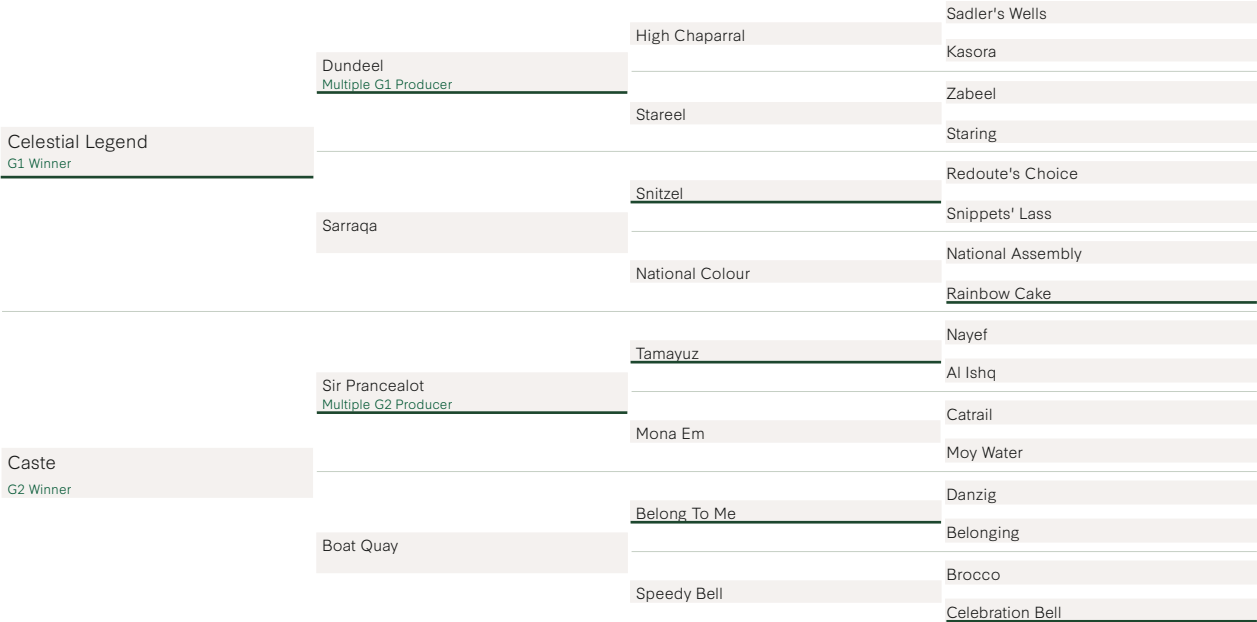 Celestial Legend
G1 Winner
Caste
G2 Winner
Dundeel
Multiple G1 Producer
Sarraqa
Sir Prancealot
Multiple G2 Producer
Boat Quay
High Chaparral
Stareel
Snitzel
National Colour
Tamayuz
Mona Em
Belong To Me
Speedy Bell
Sadler's Wells
Kasora
Zabeel
Staring
Redoute's Choice
Snippets' Lass
National Assembly
Rainbow Cake
Nayef
Al Ishq
Catrail
Moy Water
Danzig
Belonging
Brocco
Celebration Bell